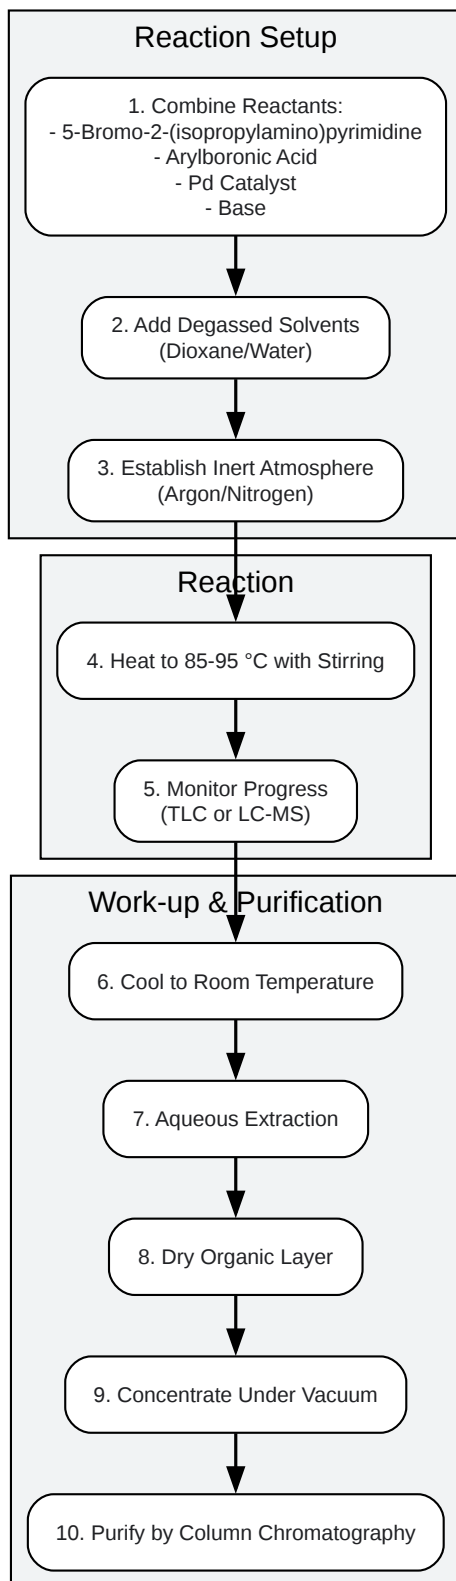 Reaction Setup
1. Combine Reactants:
- 5-Bromo-2-(isopropylamino)pyrimidine
- Arylboronic Acid
- Pd Catalyst
- Base
2. Add Degassed Solvents
(Dioxane/Water)
3. Establish Inert Atmosphere
(Argon/Nitrogen)
Reaction
4. Heat to 85-95 °C with Stirring
5. Monitor Progress
(TLC or LC-MS)
Work-up & Purification
6. Cool to Room Temperature
7. Aqueous Extraction
8. Dry Organic Layer
9. Concentrate Under Vacuum
10. Purify by Column Chromatography